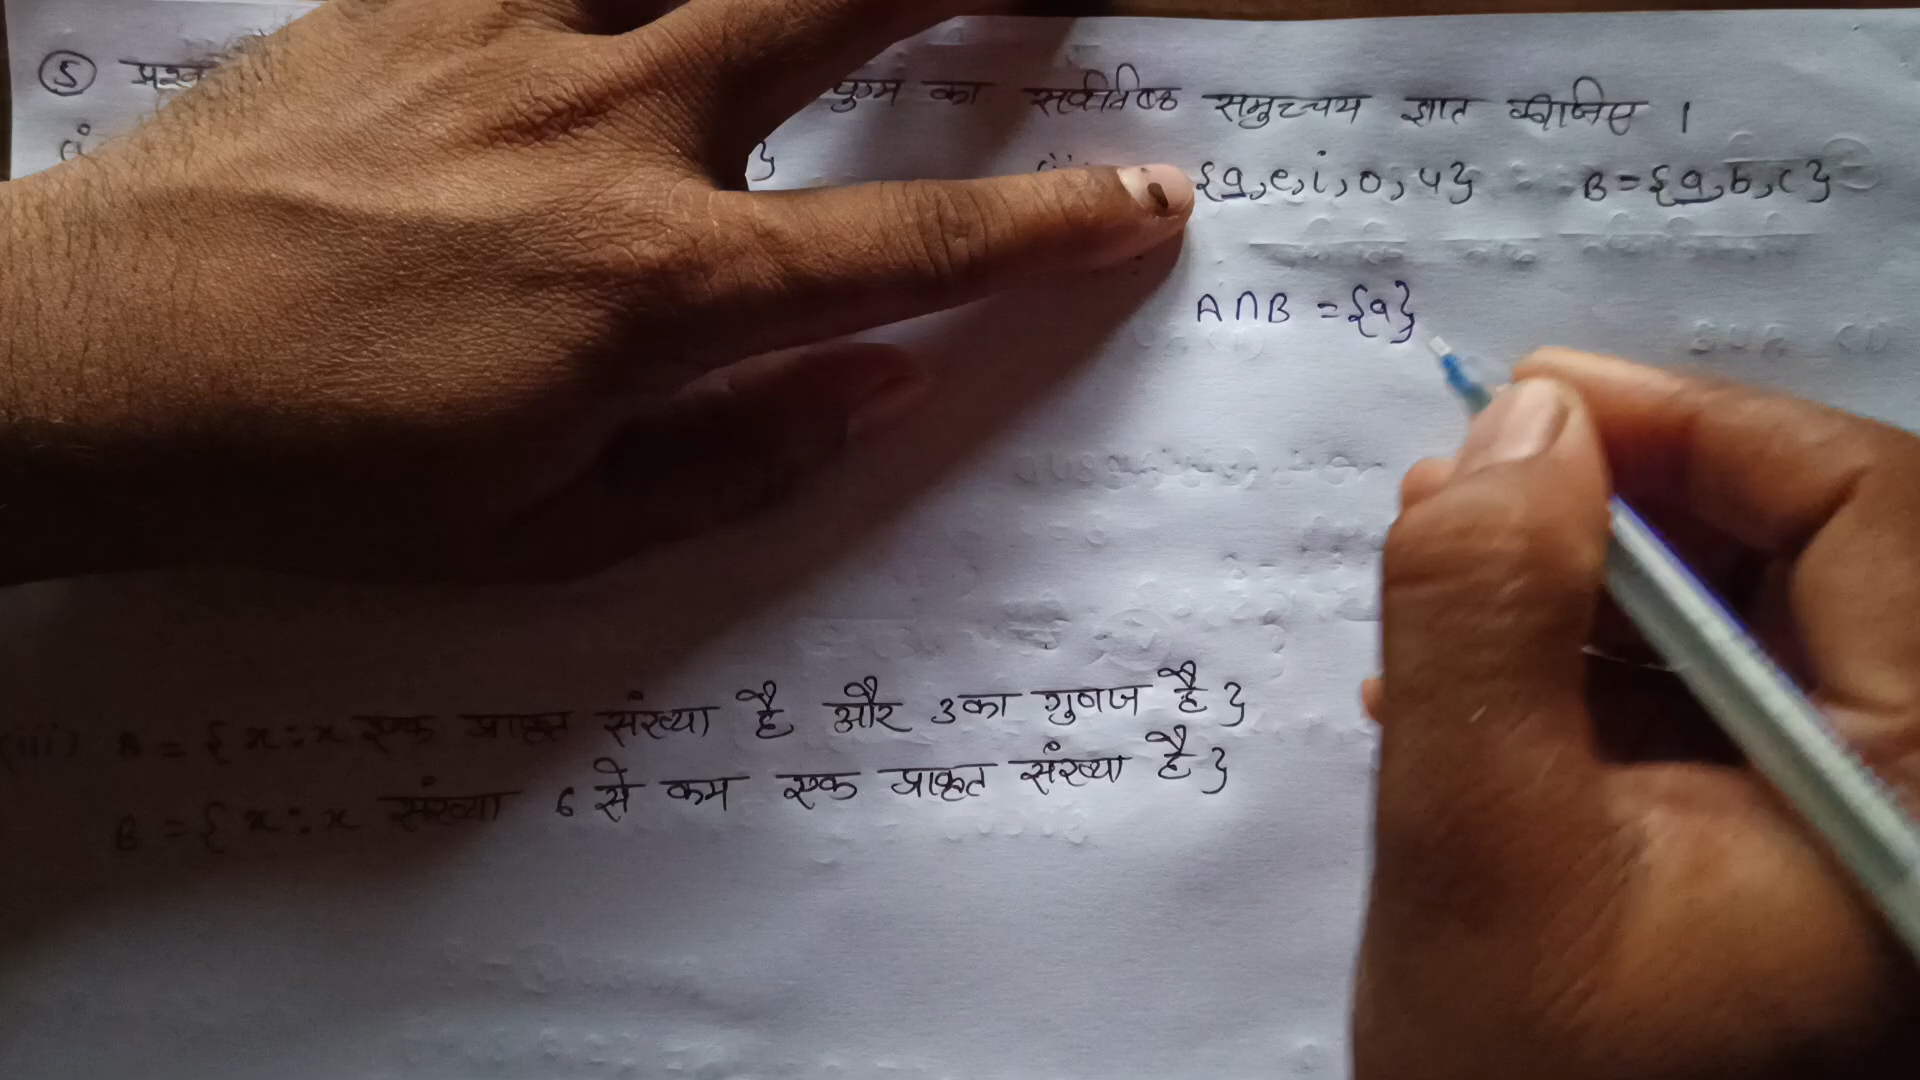 ⑤ प्रश्न युग्म का सर्वनिष्ठ समुच्चय ज्ञात कीजिए ।
}
{a, e, i, o, u} B = {a, b, c}
A ∩ B = {a}
(iii) A = { x : x एक प्राकृत संख्या है और 3 का गुणज है }
B = { x : x संख्या 6 से कम एक प्राकृत संख्या है }